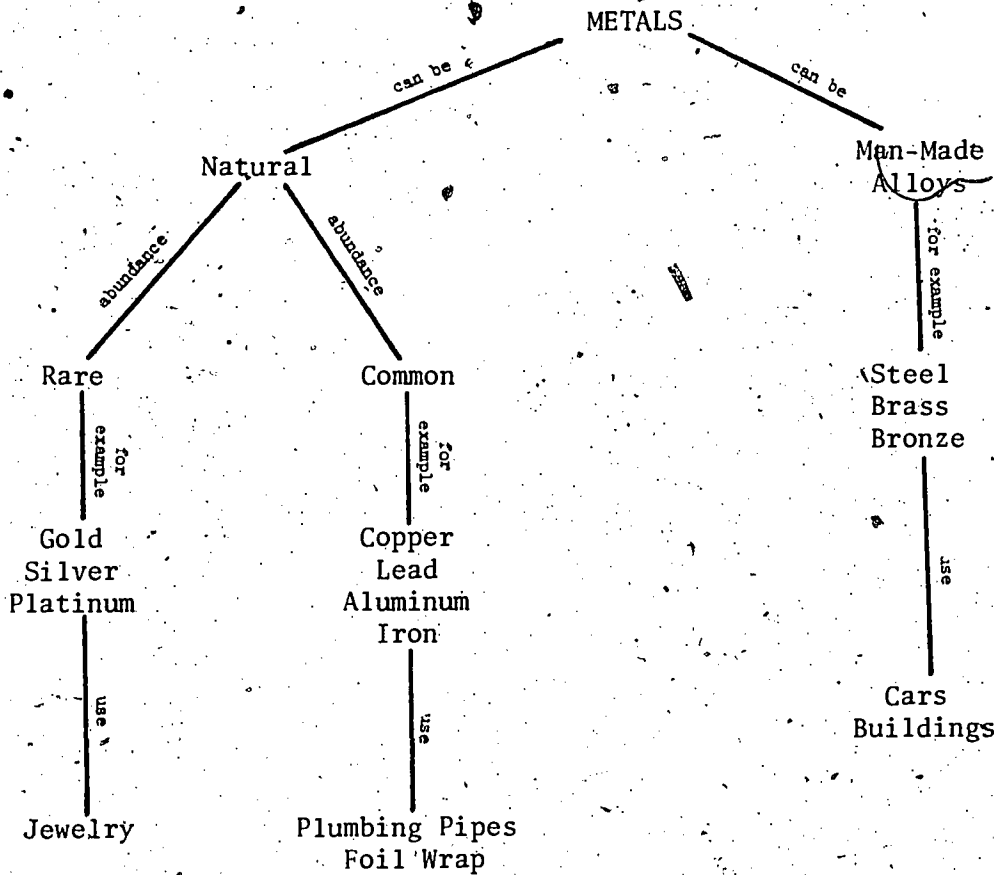 METALS
can be
can be
Natural
Man-Made
Alloys
abundance
abundance
for example
Rare
Common
Steel
Brass
Bronze
for
example
for
example
Gold
Silver
Platinum
Copper
Lead
Aluminum
Iron
use
use
use
Cars
Buildings
Jewelry
Plumbing Pipes
Foil Wrap